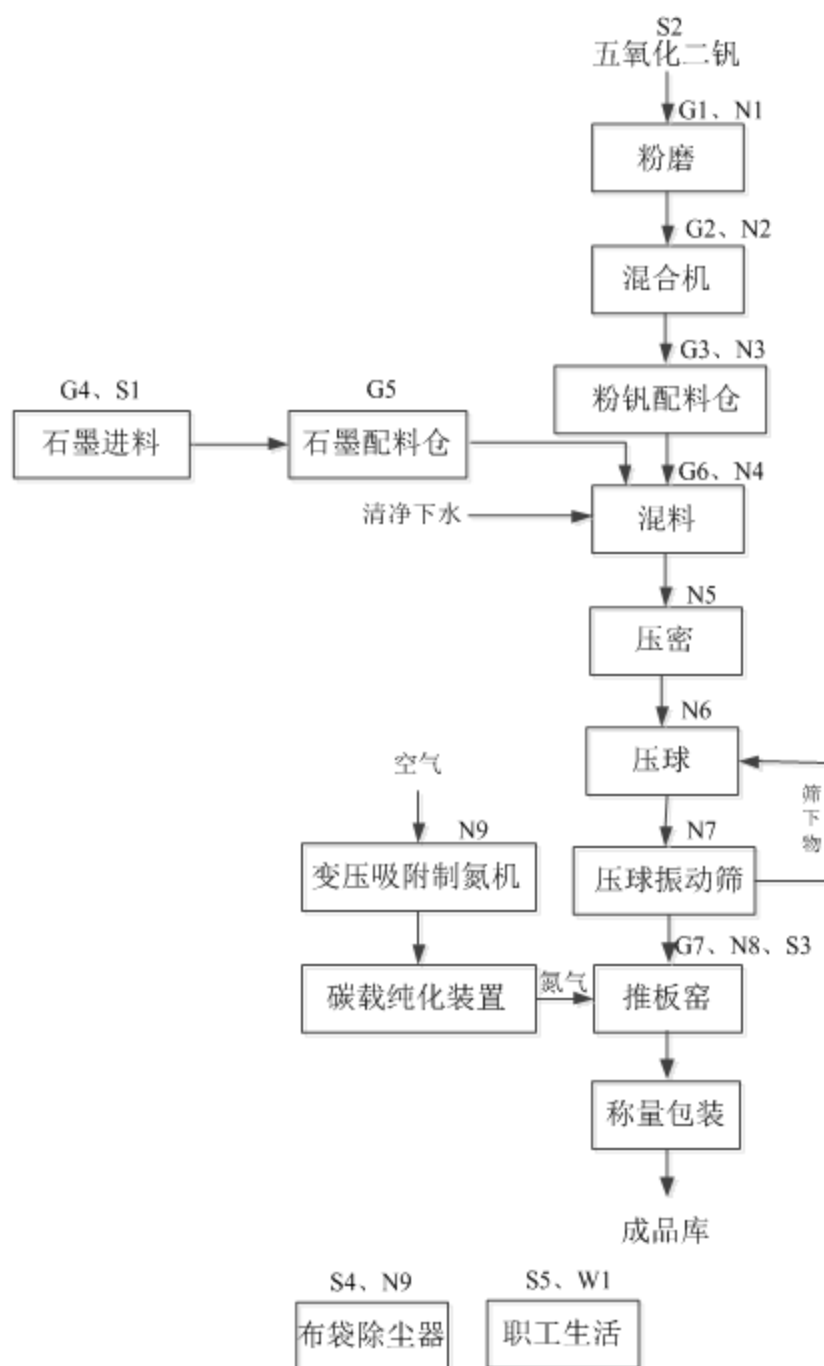 S2
五氧化二钒
G1、N1
粉磨
G2、N2
混合机
G3、N3
粉钒配料仓
G4、S1
石墨进料
G5
石墨配料仓
G6、N4
清净下水
混料
N5
压密
N6
压球
筛下物
空气
N7
N9
变压吸附制氮机
压球振动筛
G7、N8、S3
碳载纯化装置
氮气
推板窑
称量包装
成品库
S4、N9
布袋除尘器
S5、W1
职工生活